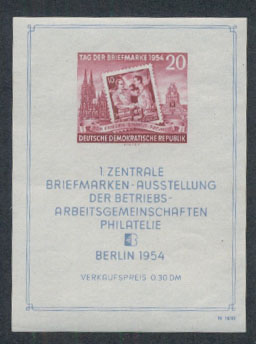 TAG DER BRIEFMARKE 1954 20
DEUTSCHE DEMOKRATISCHE REPUBLIK
1. ZENTRALE
BRIEFMARKEN-AUSSTELLUNG
DER BETRIEBS-
ARBEITSGEMEINSCHAFTEN
PHILATELIE
BERLIN 1954
VERKAUFSPREIS 0.30 DM